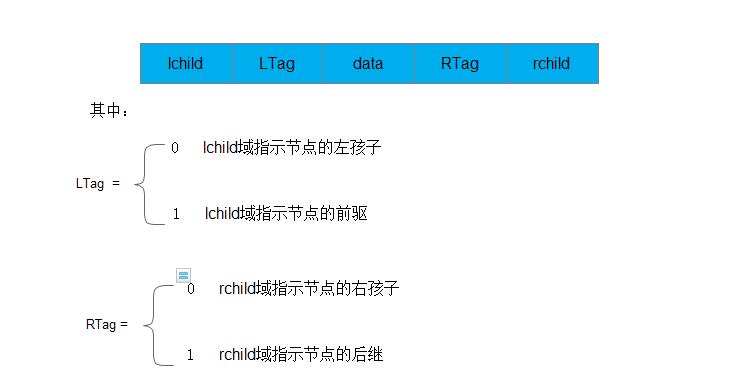 lchild LTag data RTag rchild
其中：
0 lchild域指示节点的左孩子
LTag =
1 lchild域指示节点的前驱
0 rchild域指示节点的右孩子
RTag =
1 rchild域指示节点的后继